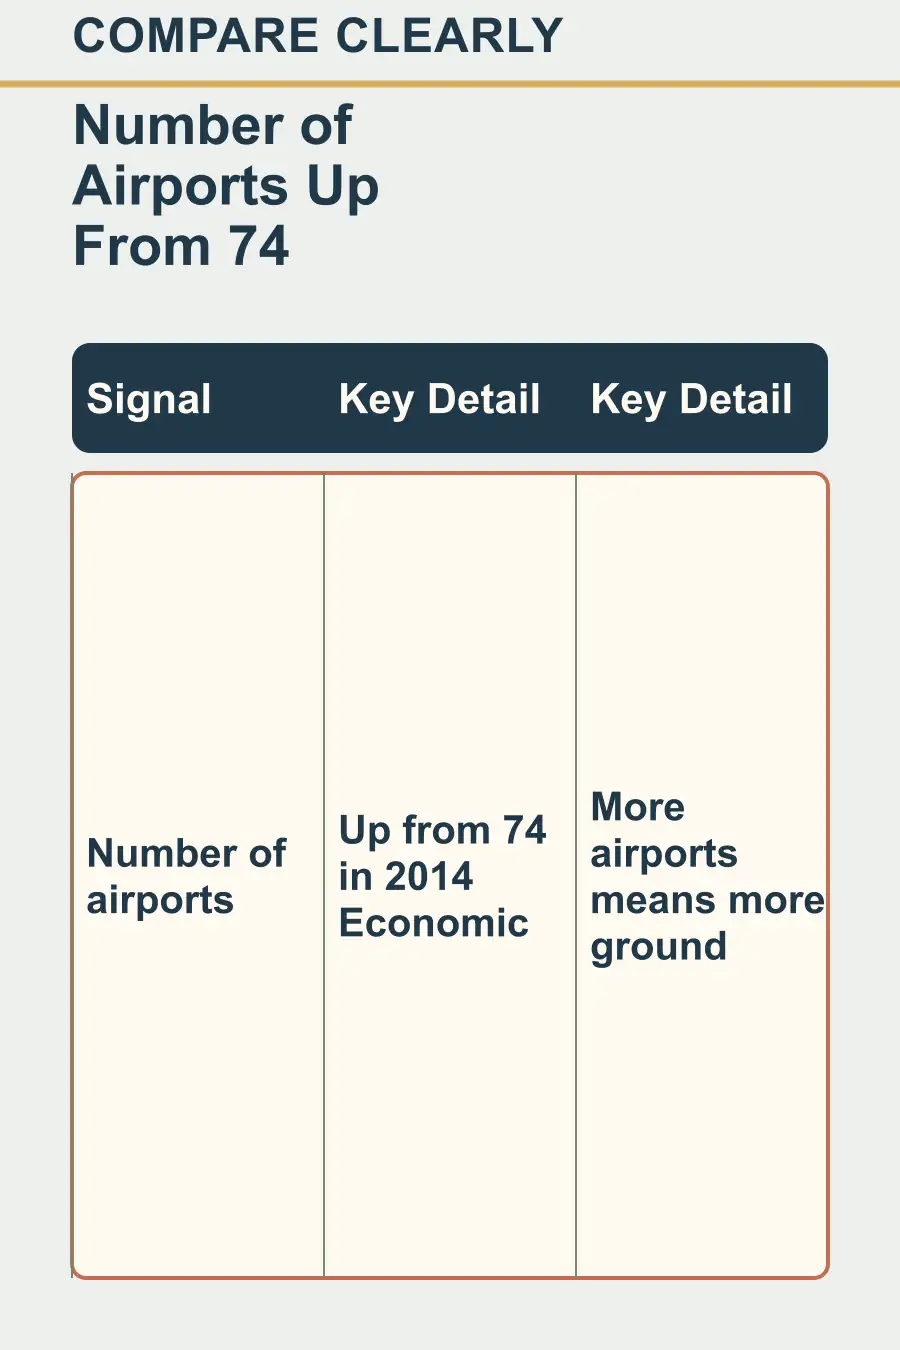 COMPARE CLEARLY
Number of
Airports Up
From 74
Signal
Key Detail
Key Detail
Number of
airports
Up from 74
in 2014
Economic
More
airports
means more
ground